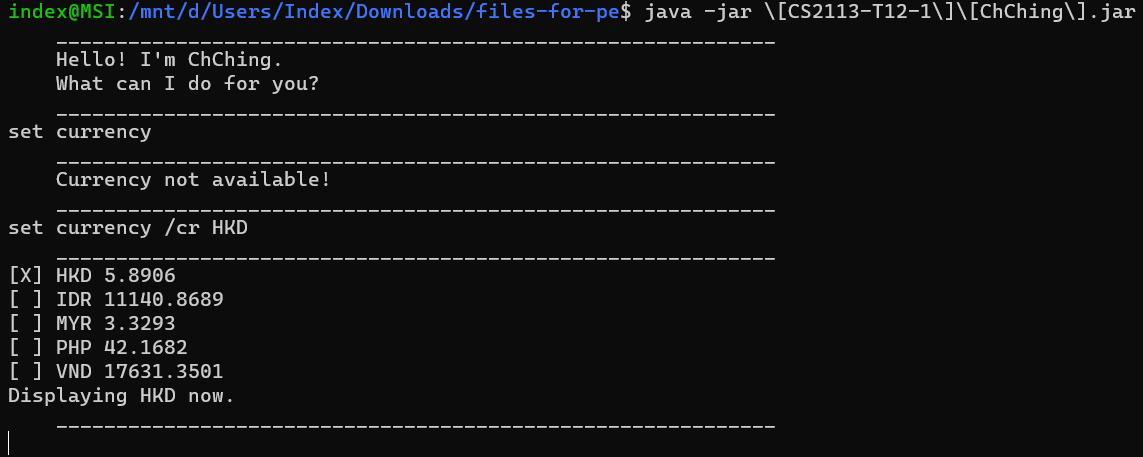 index@MSI:/mnt/d/Users/Index/Downloads/files-for-pe$ java -jar \[CS2113-T12-1\]\[ChChing\].jar
____________________________________________________________
Hello! I'm ChChing.
What can I do for you?
____________________________________________________________
set currency
____________________________________________________________
Currency not available!
____________________________________________________________
set currency /cr HKD
____________________________________________________________
[X] HKD 5.8906
[ ] IDR 11140.8689
[ ] MYR 3.3293
[ ] PHP 42.1682
[ ] VND 17631.3501
Displaying HKD now.
____________________________________________________________